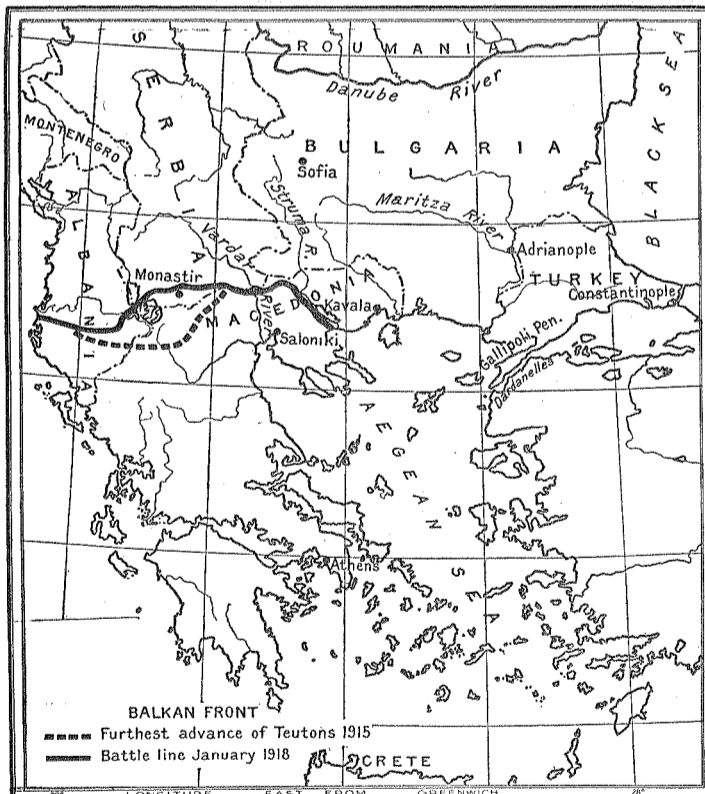 ROUMANIA
Danube River
SERBIA
MONTENEGRO
BULGARIA
Sofia
BLACK SEA
Struma R.
Maritza River
ALBANIA
Vardar River
Adrianople
TURKEY
Constantinople
Monastir
MACEDONIA
Kavala
Saloniki
Gallipoli Pen.
Dardanelles
AEGEAN SEA
Athens
BALKAN FRONT
Furthest advance of Teutons 1915
Battle line January 1918
CRETE
LONGITUDE EAST FROM GREENWICH